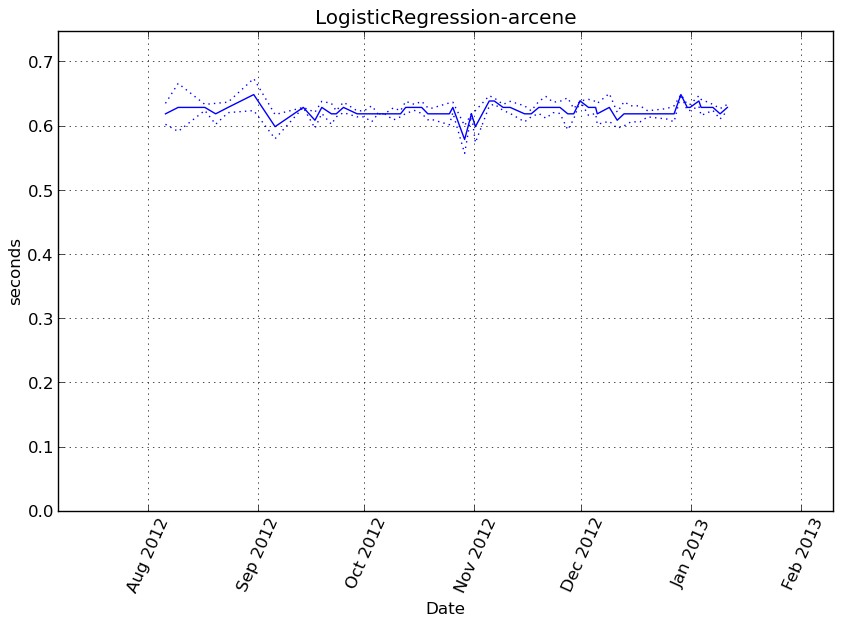 LogisticRegression-arcene
0.7
0.6
0.5
0.4
0.3
0.2
0.1
0.0
seconds
Aug 2012
Sep 2012
Oct 2012
Nov 2012
Dec 2012
Jan 2013
Feb 2013
Date